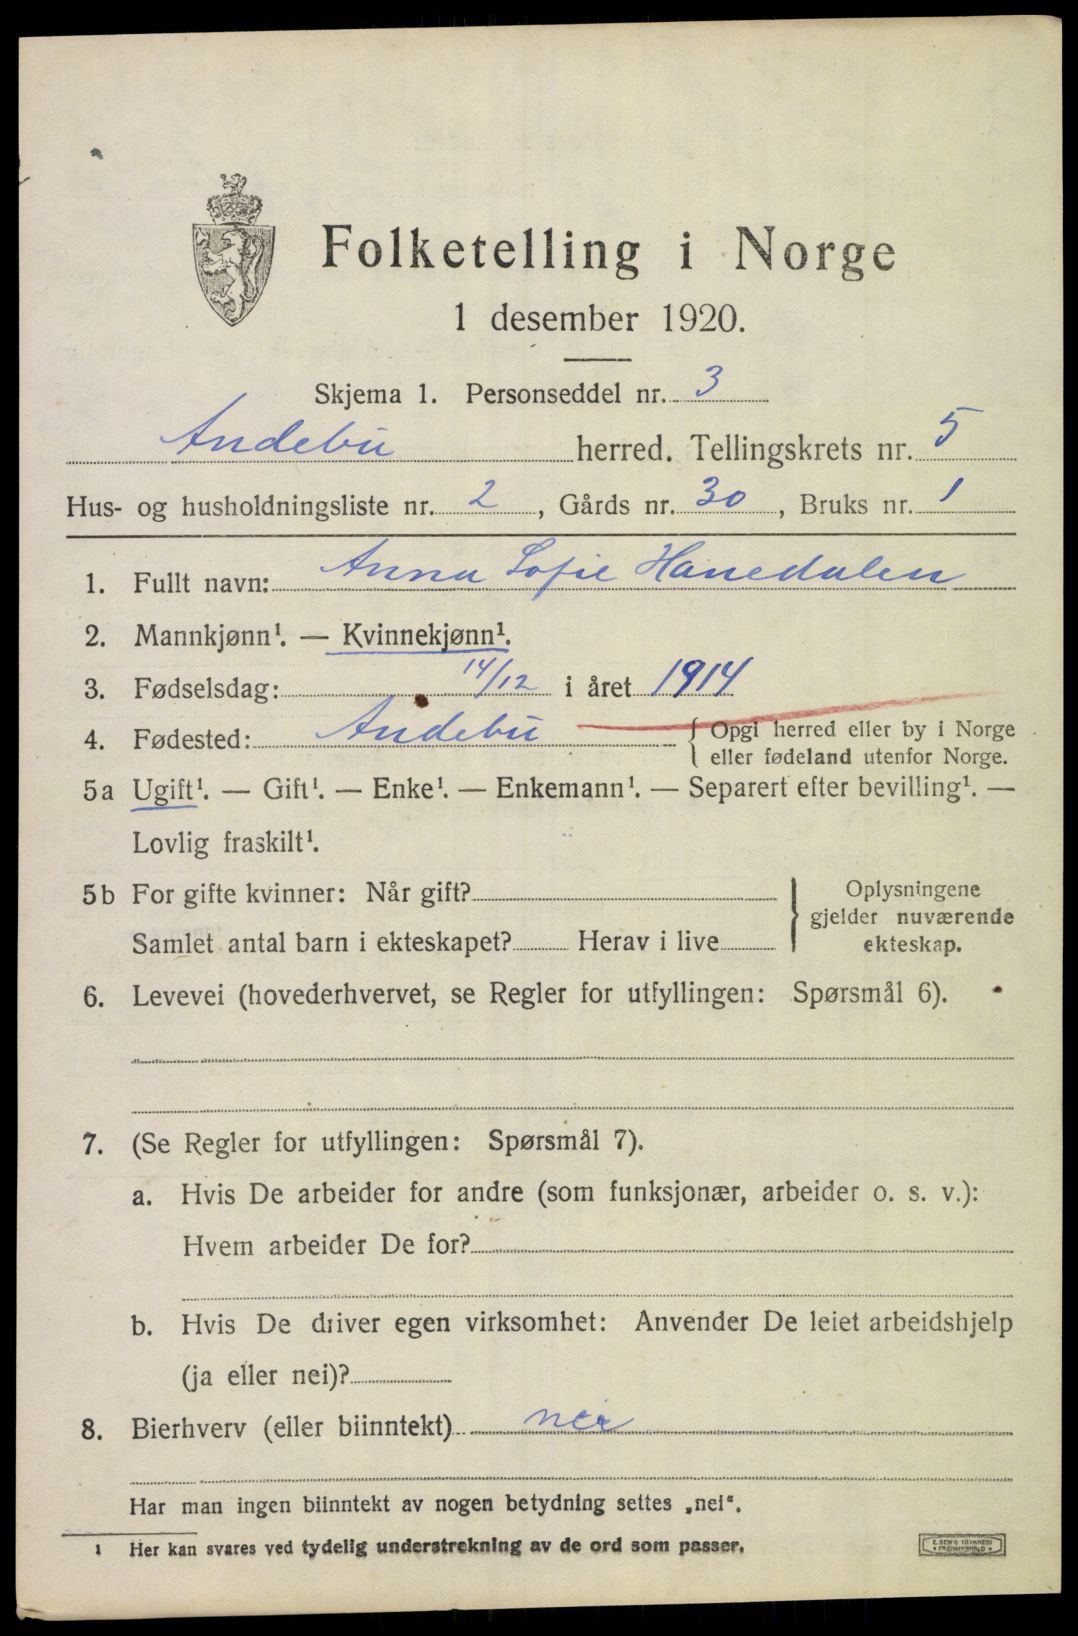 Folketelling i Norge
1 desember 1920.
Skjema 1. Personseddel nr. 3
Andebu herred. Tellingskrets nr. 5
Hus- og husholdningsliste nr. 2, Gårds nr. 30, Bruks nr. 1
1. Fullt navn: Anna Sofie Hanedalen
2. Mannkjønn¹. — Kvinnekjønn¹.
3. Fødselsdag: 14/12 i året 1914
4. Fødested: Andebu { Opgi herred eller by i Norge
eller fødeland utenfor Norge.
5a Ugift¹. — Gift¹. — Enke¹. — Enkemann¹. — Separert efter bevilling¹. —
Lovlig fraskilt¹.
5b For gifte kvinner: Når gift?
Samlet antal barn i ekteskapet? Herav i live
} Oplysningene
gjelder nuværende
ekteskap.
6. Levevei (hovederhvervet, se Regler for utfyllingen: Spørsmål 6).
7. (Se Regler for utfyllingen: Spørsmål 7).
a. Hvis De arbeider for andre (som funksjonær, arbeider o. s. v.):
Hvem arbeider De for?
b. Hvis De driver egen virksomhet: Anvender De leiet arbeidshjelp
(ja eller nei)?
8. Bierhverv (eller biinntekt) nei
Har man ingen biinntekt av nogen betydning settes „nei“.
1 Her kan svares ved tydelig understrekning av de ord som passer.